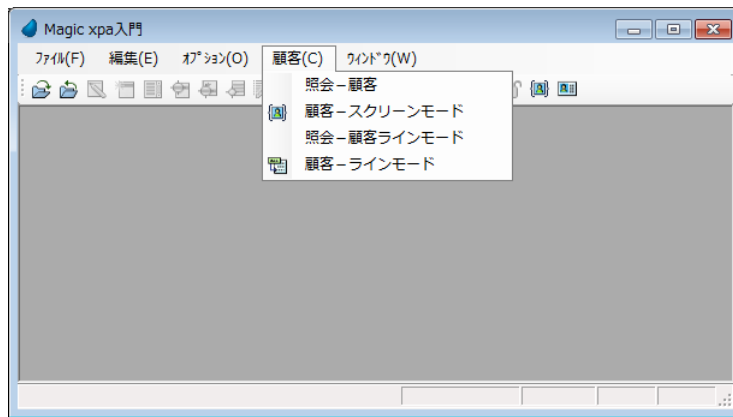 Magic xpa入門
ﾌｧｲﾙ(F) 編集(E) ｵﾌﾟｼｮﾝ(O) 顧客(C) ｳｨﾝﾄﾞｳ(W)
照会－顧客
顧客－スクリーンモード
照会－顧客ラインモード
顧客－ラインモード